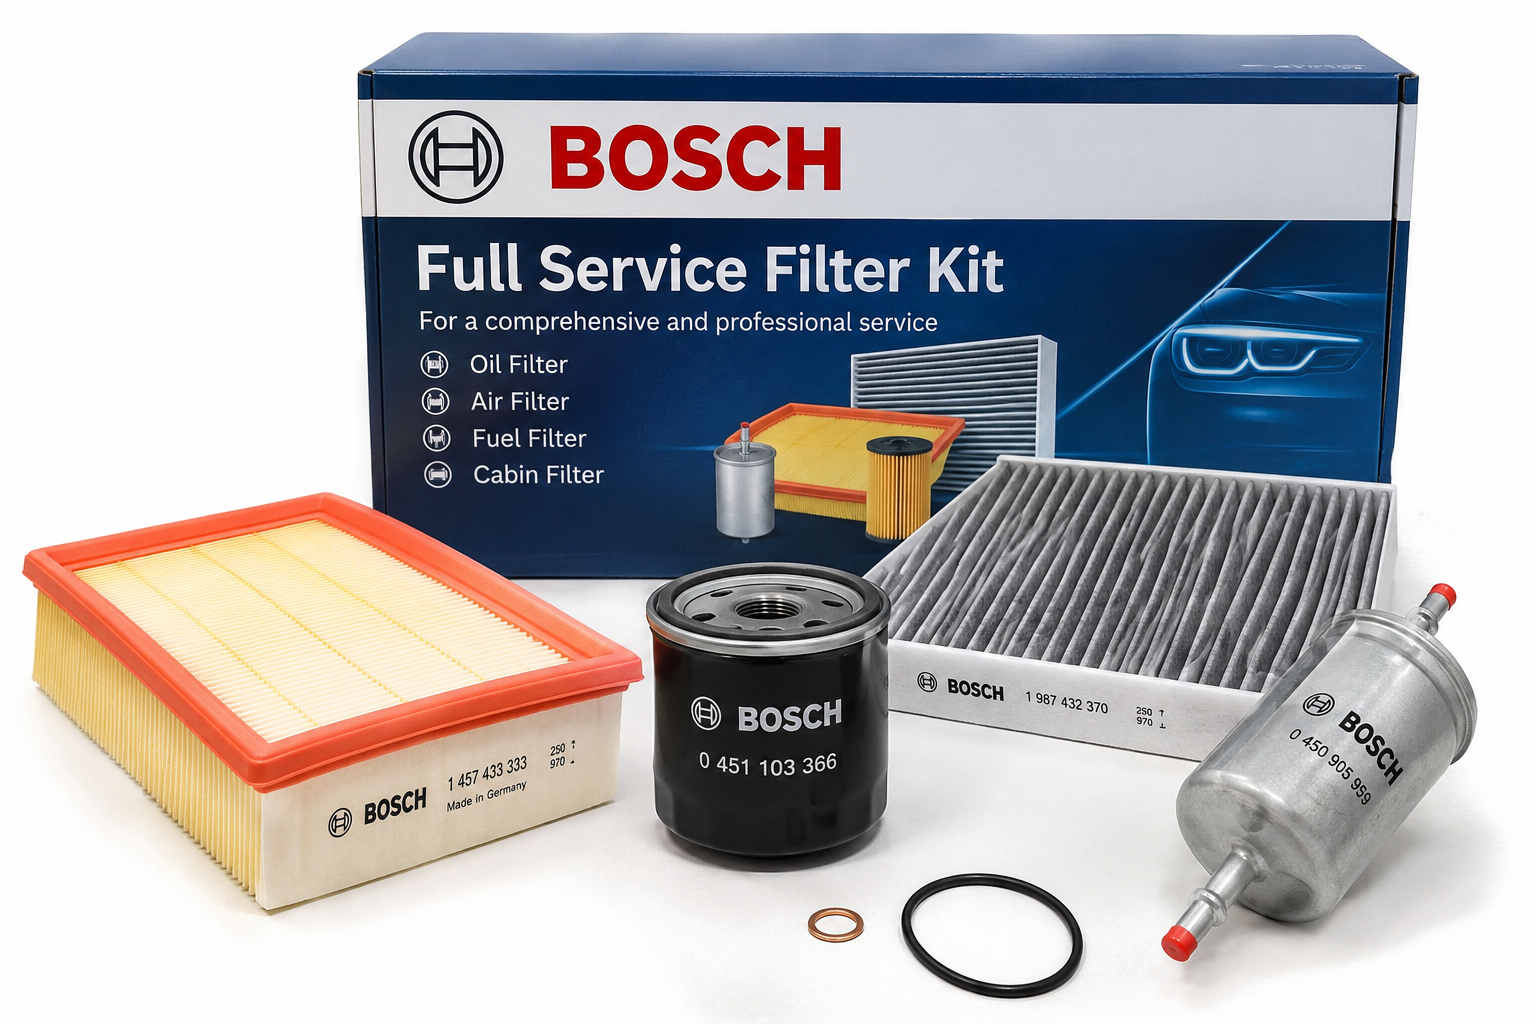 BOSCH
Full Service Filter Kit
For a comprehensive and professional service
Oil Filter
Air Filter
Fuel Filter
Cabin Filter
BOSCH
1 457 433 333
Made in Germany
250
970
BOSCH
0 451 103 366
BOSCH
1 987 432 370
250
970
BOSCH
0 450 905 959